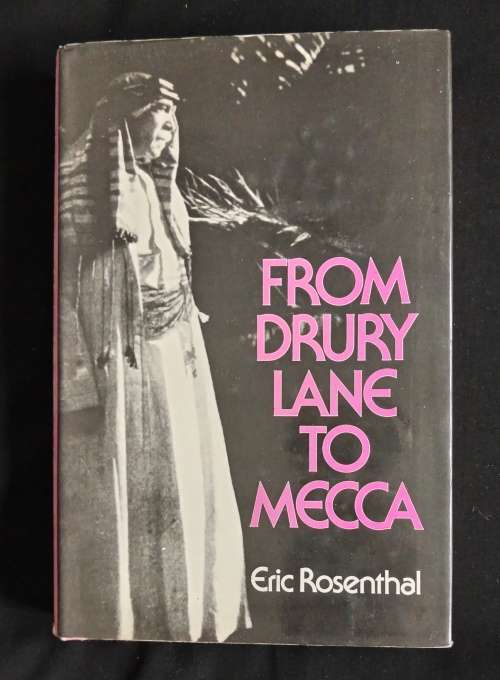 FROM
DRURY
LANE
TO
MECCA
Eric Rosenthal